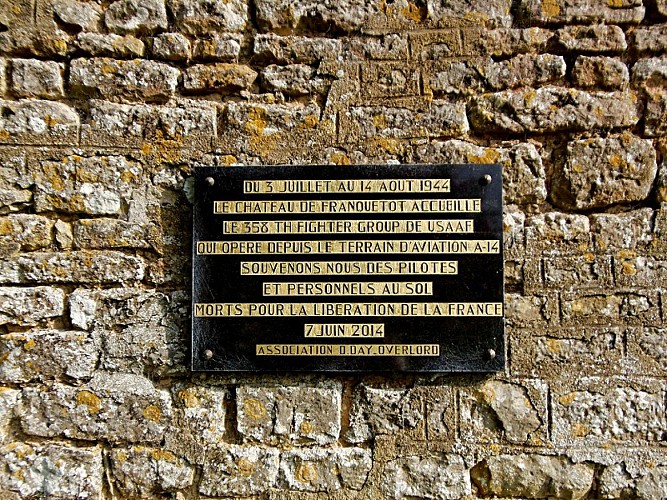 DU 3 JUILLET AU 14 AOUT 1944
LE CHATEAU DE FRANQUETOT ACCUEILLE
LE 358 TH FIGHTER GROUP DE USAAF
QUI OPERE DEPUIS LE TERRAIN D'AVIATION A-14
SOUVENONS NOUS DES PILOTES
ET PERSONNELS AU SOL
MORTS POUR LA LIBERATION DE LA FRANCE
7 JUIN 2014
ASSOCIATION D.DAY_OVERLORD